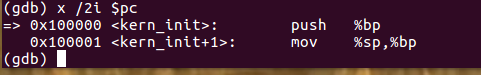 (gdb) x /2i $pc
=> 0x100000 <kern_init>: push %bp
0x100001 <kern_init+1>: mov %sp,%bp
(gdb)